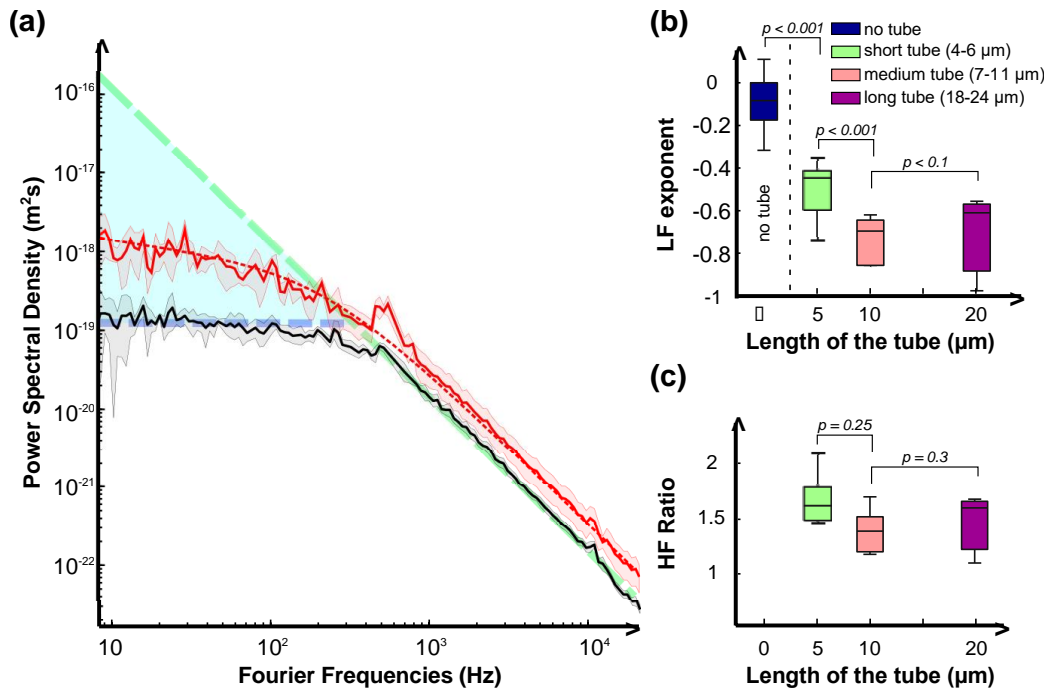 (a)
Power Spectral Density (m²s)
10⁻¹⁶
10⁻¹⁷
10⁻¹⁸
10⁻¹⁹
10⁻²⁰
10⁻²¹
10⁻²²
10
10²
10³
10⁴
Fourier Frequencies (Hz)
(b)
no tube
short tube (4-6 µm)
medium tube (7-11 µm)
long tube (18-24 µm)
p < 0.001
p < 0.001
p < 0.1
LF exponent
0
-0.2
-0.4
-0.6
-0.8
-1
no tube
▯ 5 10 20
Length of the tube (µm)
(c)
p = 0.25
p = 0.3
HF Ratio
2
1.5
1
0 5 10 20
Length of the tube (µm)